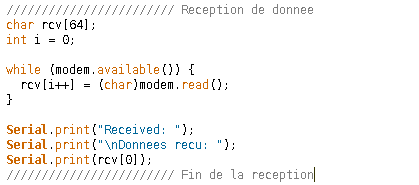 //////////////////////// Reception de donnee
char rcv[64];
int i = 0;
while (modem.available()) {
rcv[i++] = (char)modem.read();
}
Serial.print("Received: ");
Serial.print("\nDonnees recu: ");
Serial.print(rcv[0]);
//////////////////////// Fin de la reception